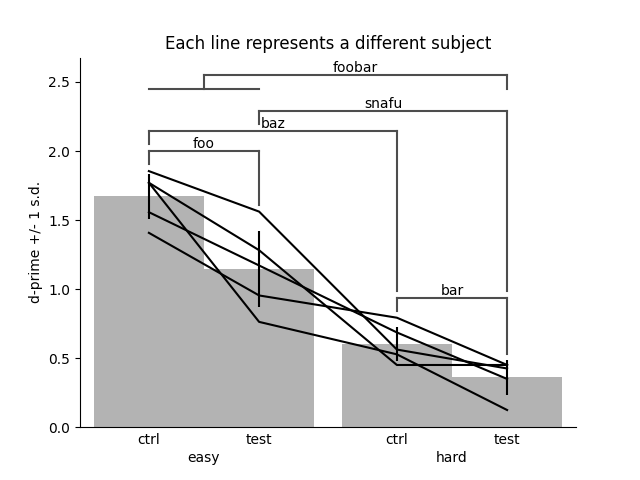 Each line represents a different subject
foobar
2.5
snafu
baz
foo
2.0
1.5
d-prime +/- 1 s.d.
1.0
bar
0.5
0.0
ctrl test ctrl test
easy hard